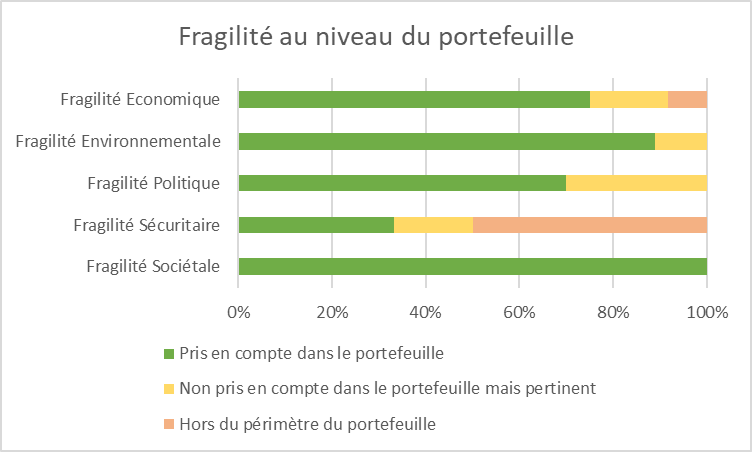 Fragilité au niveau du portefeuille
Fragilité Economique
Fragilité Environnementale
Fragilité Politique
Fragilité Sécuritaire
Fragilité Sociétale
0% 20% 40% 60% 80% 100%
Pris en compte dans le portefeuille
Non pris en compte dans le portefeuille mais pertinent
Hors du périmètre du portefeuille